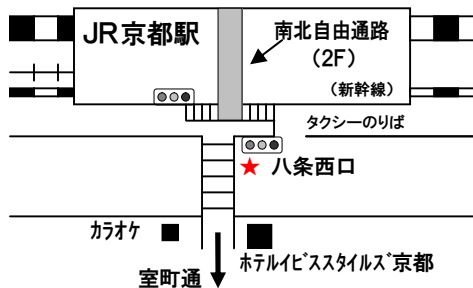 JR京都駅
南北自由通路
(2F)
(新幹線)
タクシーのりば
八条西口
カラオケ
ホテルイビススタイルズ京都
室町通